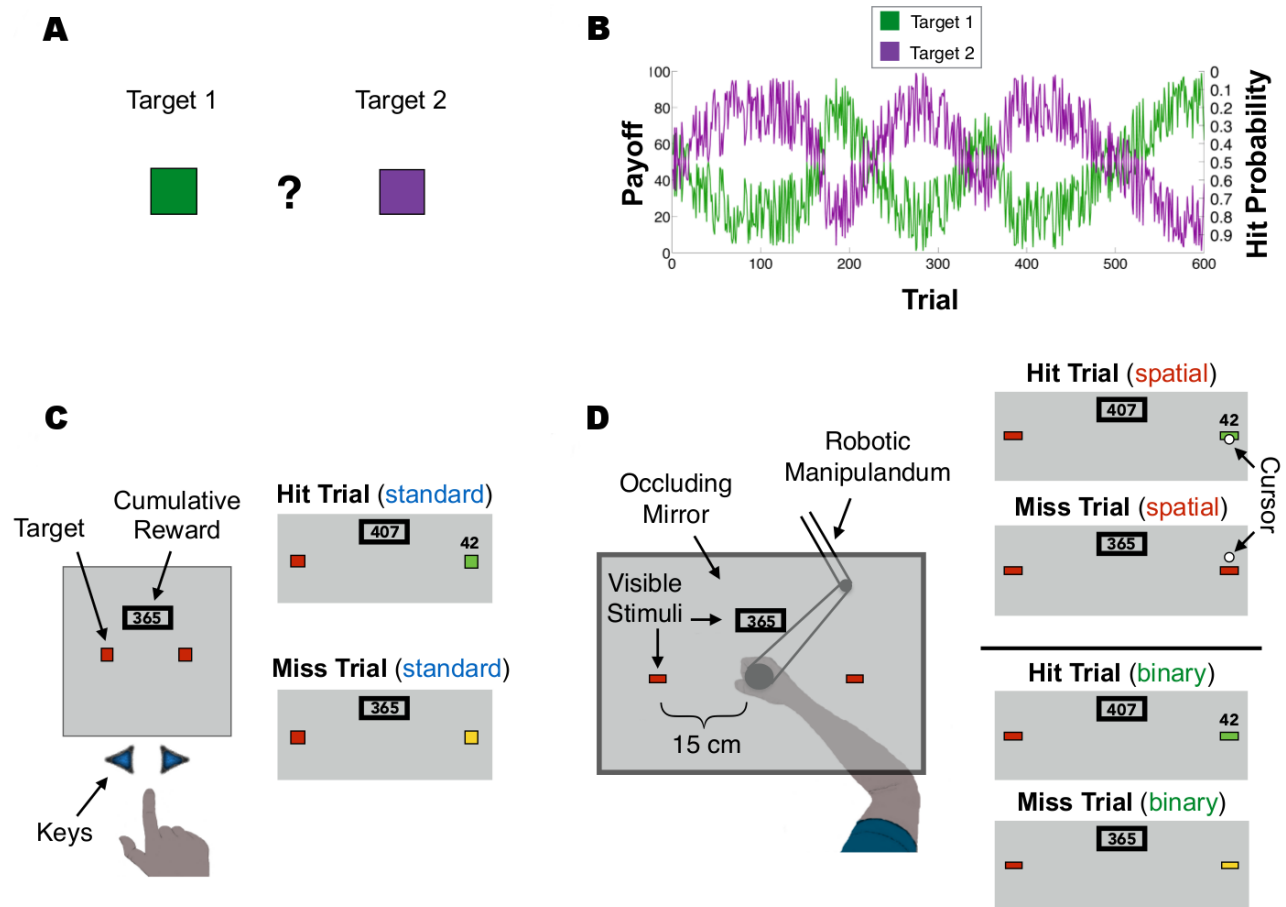 A
Target 1
Target 2
?
B
Target 1
Target 2
Payoff
100
80
60
40
20
0
0
0.1
0.2
0.3
0.4
0.5
0.6
0.7
0.8
0.9
Hit Probability
0
100
200
300
400
500
600
Trial
C
Target
Cumulative
Reward
365
Keys
Hit Trial (standard)
407
42
Miss Trial (standard)
365
D
Occluding
Mirror
Robotic
Manipulandum
Visible
Stimuli
365
15 cm
Hit Trial (spatial)
407
42
Miss Trial (spatial)
365
Cursor
Hit Trial (binary)
407
42
Miss Trial (binary)
365